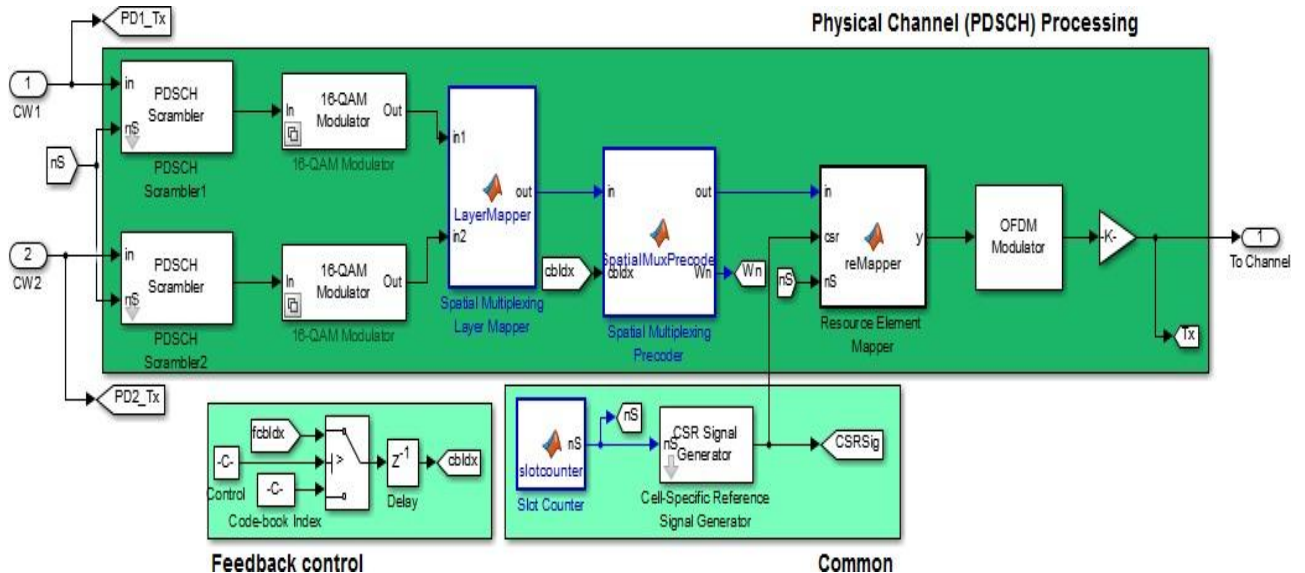 PD1_Tx
Physical Channel (PDSCH) Processing
1
CW1
in
nS
PDSCH
Scrambler
PDSCH
Scrambler1
In
16-QAM
Modulator
Out
16-QAM Modulator
nS
2
CW2
in
nS
PDSCH
Scrambler
PDSCH
Scrambler2
In
16-QAM
Modulator
Out
16-QAM Modulator
in1
in2
out
LayerMapper
Spatial Multiplexing
Layer Mapper
cbIdx
in
cbIdx
out
Wn
SpatialMuxPrecode
Spatial Multiplexing
Precoder
Wn
nS
in
csr
nS
y
reMapper
Resource Element
Mapper
OFDM
Modulator
-K-
1
To Channel
Tx
PD2_Tx
fcbIdx
-C-
Control
-C-
Code-book Index
>
Z-1
Delay
cbIdx
Feedback control
nS
slotcounter
Slot Counter
nS
nS
CSR Signal
Generator
Cell-Specific Reference
Signal Generator
CSRSig
Common